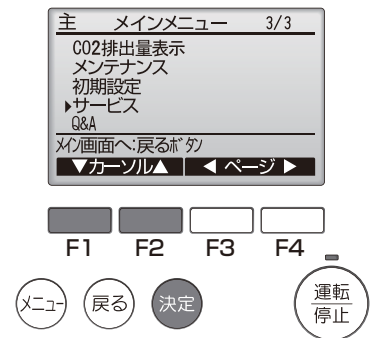 主 メインメニュー 3/3
CO2排出量表示
メンテナンス
初期設定
▶サービス
Q&A
メイン画面へ:戻るボタン
▼カーソル▲ ◀ ページ ▶
F1 F2 F3 F4
メニュー 戻る 決定 運転
停止